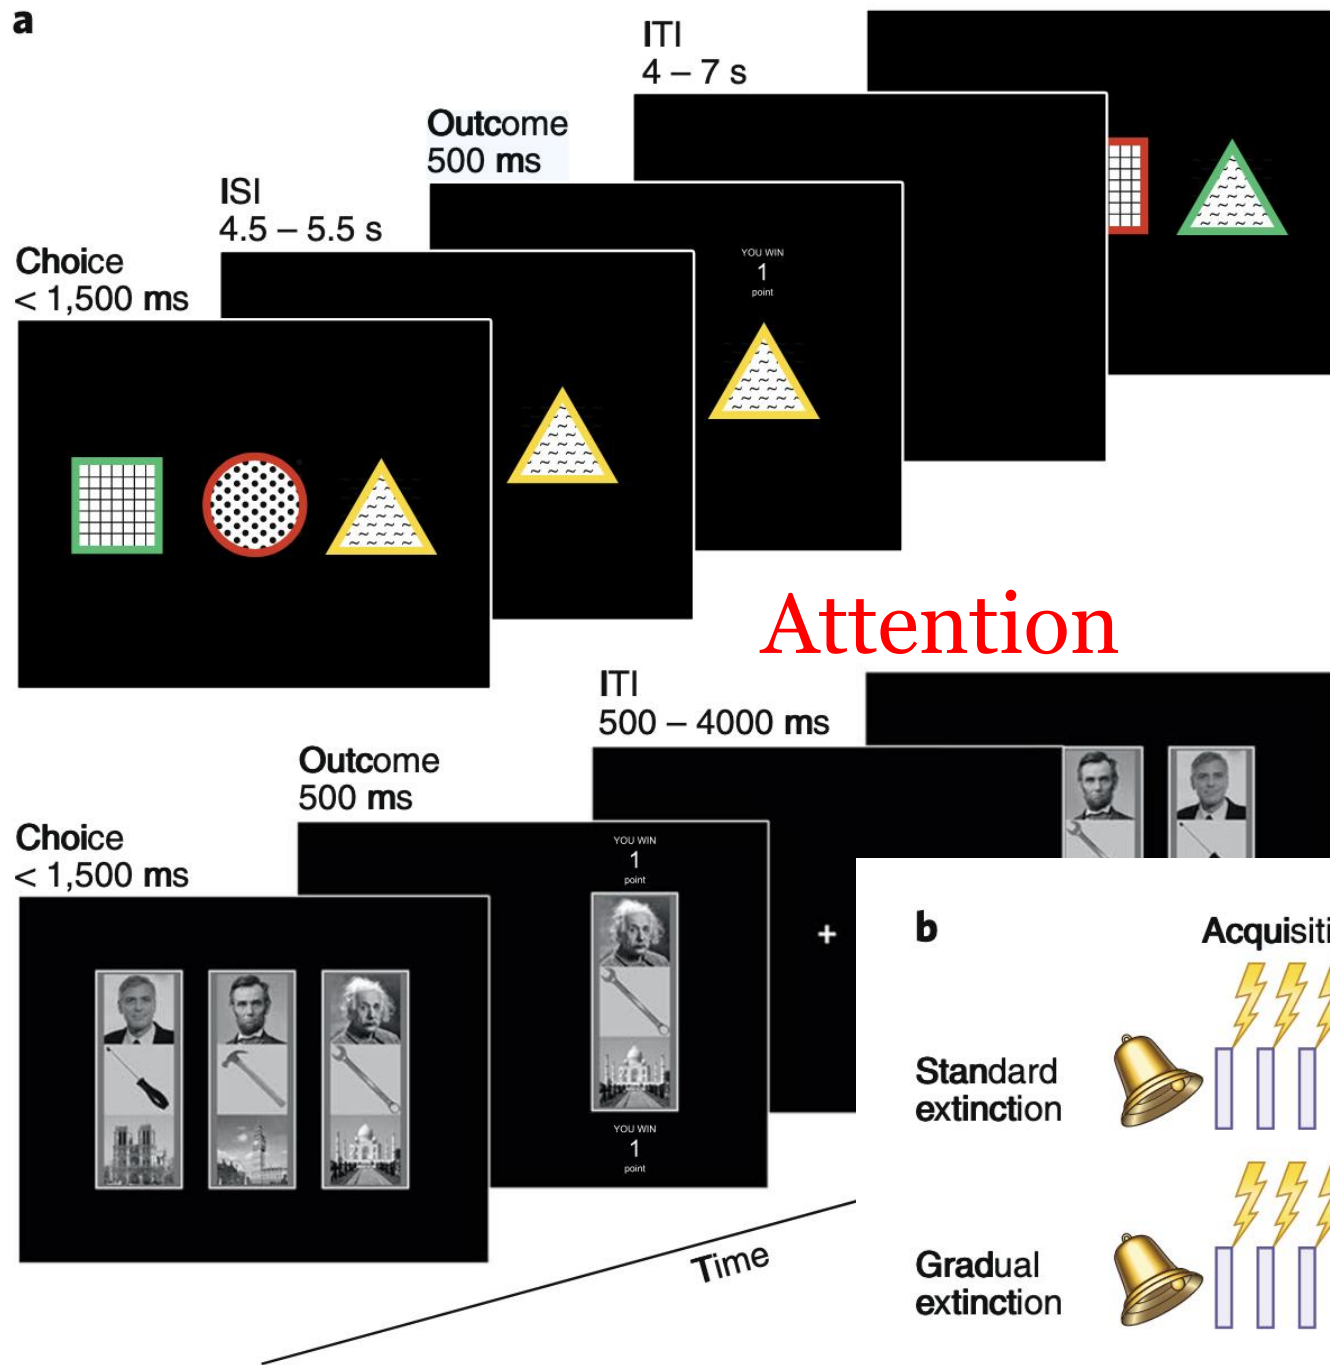 a
ITI
4 – 7 s
Outcome
500 ms
YOU WIN
1
point
ISI
4.5 – 5.5 s
Choice
< 1,500 ms
Attention
ITI
500 – 4000 ms
Outcome
500 ms
YOU WIN
1
point
YOU WIN
1
point
Choice
< 1,500 ms
+
Time
b
Acquisiti
Standard
extinction
Gradual
extinction